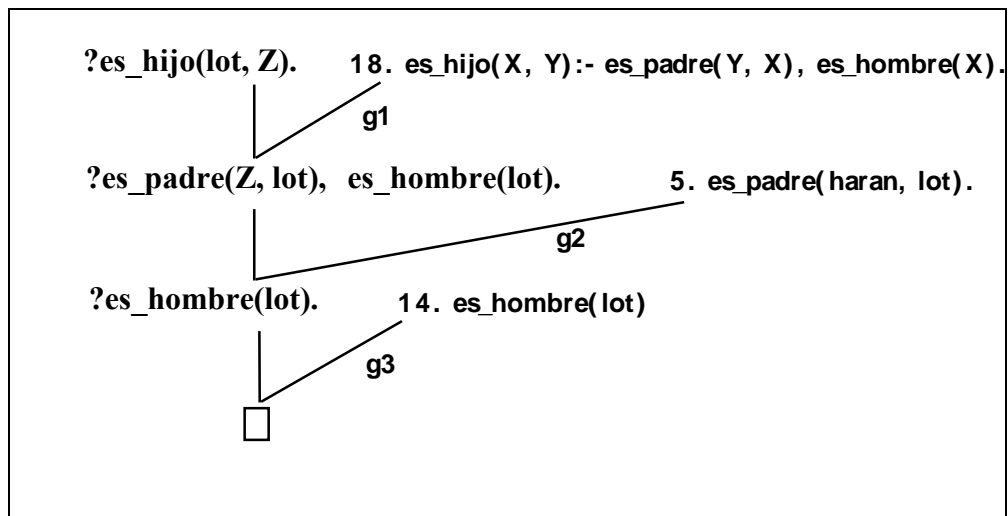 ?es_hijo(lot, Z). 18. es_hijo(X, Y):- es_padre(Y, X), es_hombre(X).
g1
?es_padre(Z, lot), es_hombre(lot). 5. es_padre(haran, lot).
g2
?es_hombre(lot). 14. es_hombre(lot)
g3